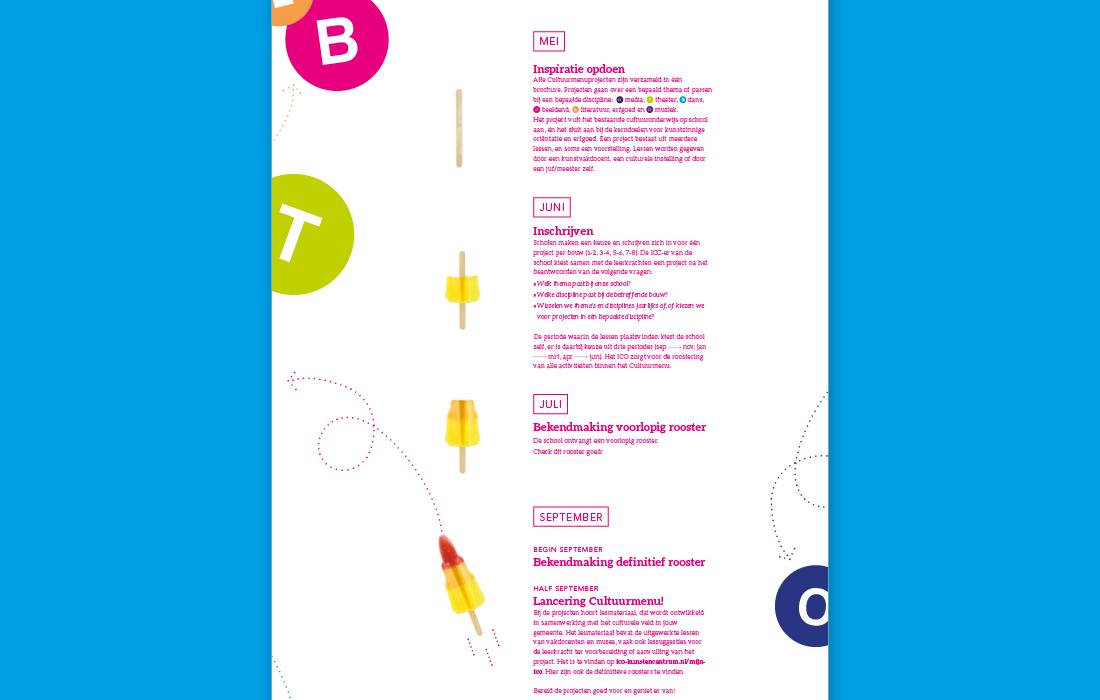 B
MEI
Inspiratie opdoen
Alle Cultuurmenuprojecten zijn verzameld in één
brochure. Projecten gaan over een bepaald thema of passen
bij een bepaalde discipline: media, theater, dans,
beeldend, literatuur, erfgoed en muziek.
Het project vult het bestaande cultuuronderwijs op school
aan, én het sluit aan bij de kerndoelen voor kunstzinnige
oriëntatie en erfgoed. Een project bestaat uit meerdere
lessen, en soms een voorstelling. Lessen worden gegeven
door een kunstvakdocent, een culturele instelling of door
een juf/meester zelf.
T
JUNI
Inschrijven
Scholen maken een keuze en schrijven zich in voor één
project per bouw (1-2, 3-4, 5-6, 7-8). De ICC-er van de
school kiest samen met de leerkrachten een project na het
beantwoorden van de volgende vragen:
» Welk thema past bij onze school?
» Welke discipline past bij de betreffende bouw?
» Wisselen we thema's en disciplines jaarlijks af, of kiezen we
voor projecten in een bepaalde discipline?
De periode waarin de lessen plaatsvinden kiest de school
zelf, er is daarbij keuze uit drie periodes (sep ⟶ nov, jan
⟶ mrt, apr ⟶ jun). Het ICO zorgt voor de roostering
van alle activiteiten binnen het Cultuurmenu.
JULI
Bekendmaking voorlopig rooster
De school ontvangt een voorlopig rooster.
Check dit rooster goed!
SEPTEMBER
BEGIN SEPTEMBER
Bekendmaking definitief rooster
HALF SEPTEMBER
Lancering Cultuurmenu!
Bij de projecten hoort lesmateriaal, dat wordt ontwikkeld
in samenwerking met het culturele veld in jouw
gemeente. Het lesmateriaal bevat de uitgewerkte lessen
van vakdocenten en musea, vaak ook lessuggesties voor
de leerkracht ter voorbereiding of aanvulling van het
project. Het is te vinden op ico-kunstencentrum.nl/mijn-
ico. Hier zijn ook de definitieve roosters te vinden.
Bereid de projecten goed voor en geniet er van!
O